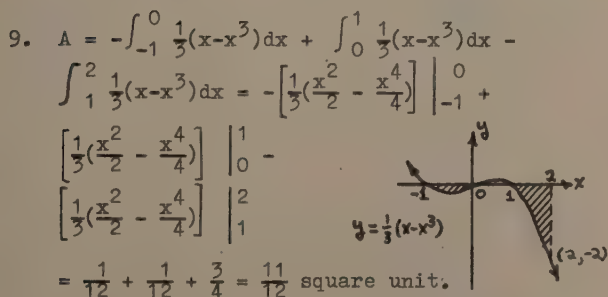 9. A = -∫_{-1}^{0} 1/3(x-x^3)dx + ∫_{0}^{1} 1/3(x-x^3)dx -
∫_{1}^{2} 1/3(x-x^3)dx = -[1/3(x^2/2 - x^4/4)] |_{-1}^{0} +
[1/3(x^2/2 - x^4/4)] |_{0}^{1} -
[1/3(x^2/2 - x^4/4)] |_{1}^{2}
= 1/12 + 1/12 + 3/4 = 11/12 square unit.
y
-1 0 1 2 x
y = 1/3(x-x^3)
(2,-2)